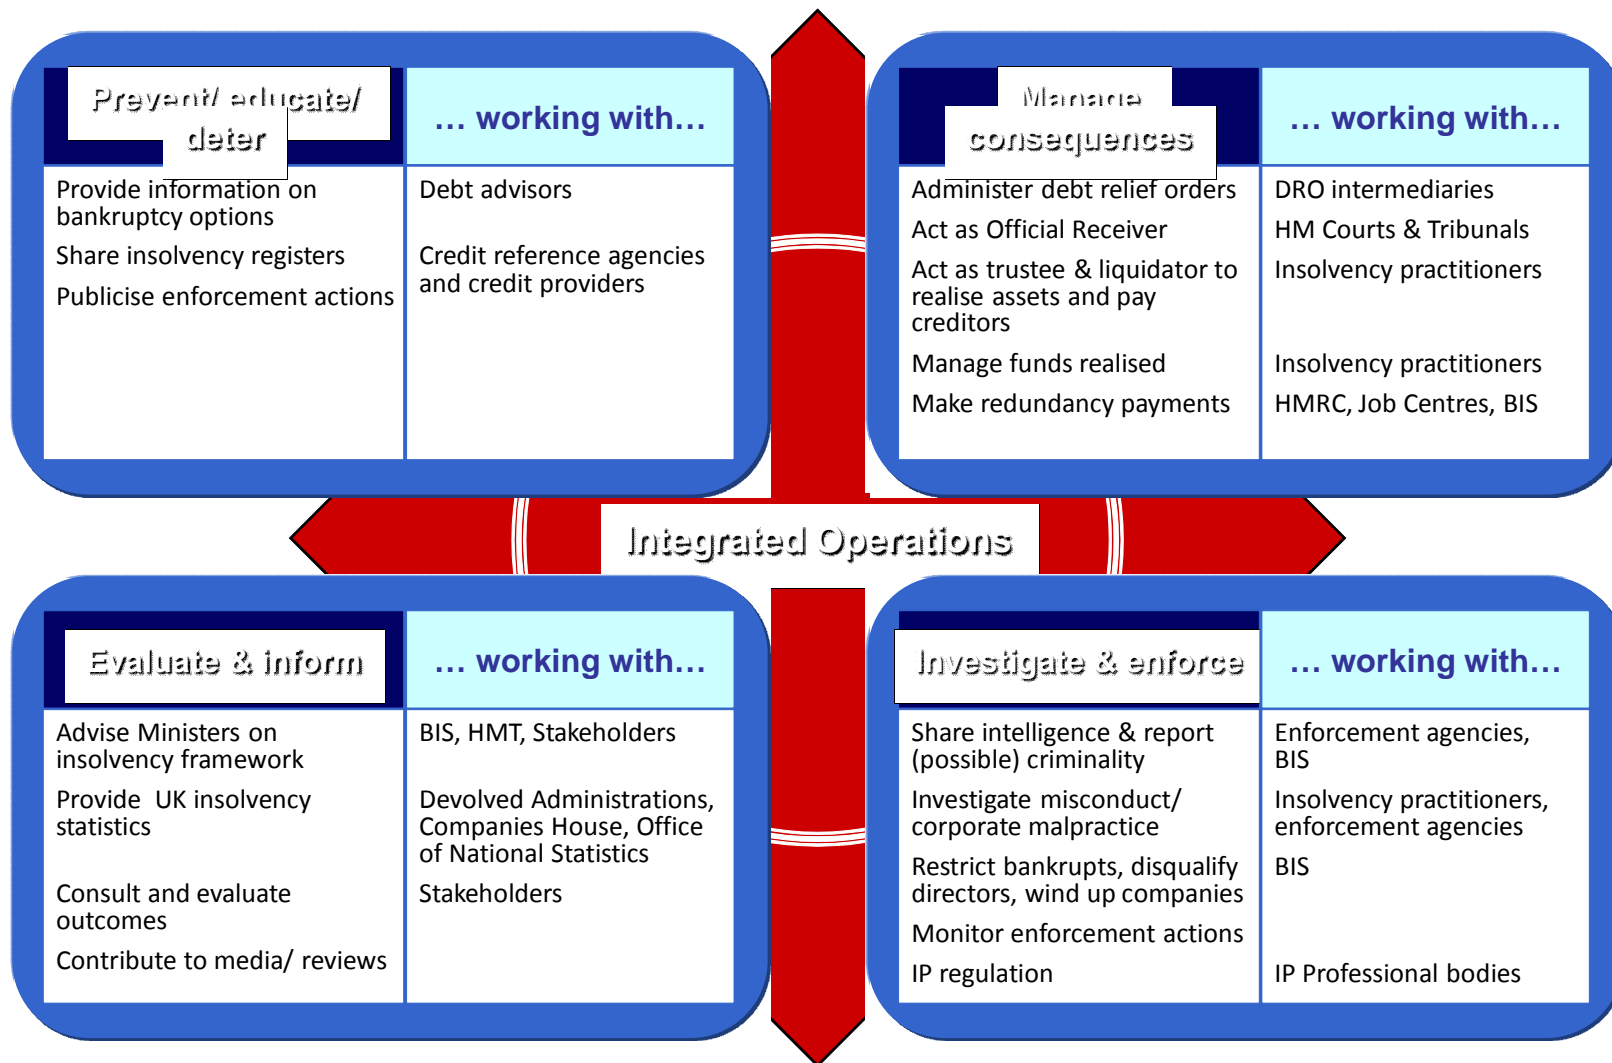 Prevent/ educate/
deter
... working with...
Provide information on
bankruptcy options
Debt advisors
Share insolvency registers
Credit reference agencies
and credit providers
Publicise enforcement actions
Manage
consequences
... working with...
Administer debt relief orders
DRO intermediaries
Act as Official Receiver
HM Courts & Tribunals
Act as trustee & liquidator to
realise assets and pay
creditors
Insolvency practitioners
Manage funds realised
Insolvency practitioners
Make redundancy payments
HMRC, Job Centres, BIS
Integrated Operations
Evaluate & inform
... working with...
Advise Ministers on
insolvency framework
BIS, HMT, Stakeholders
Provide UK insolvency
statistics
Devolved Administrations,
Companies House, Office
of National Statistics
Consult and evaluate
outcomes
Stakeholders
Contribute to media/ reviews
Investigate & enforce
... working with...
Share intelligence & report
(possible) criminality
Enforcement agencies,
BIS
Investigate misconduct/
corporate malpractice
Insolvency practitioners,
enforcement agencies
Restrict bankrupts, disqualify
directors, wind up companies
BIS
Monitor enforcement actions
IP regulation
IP Professional bodies